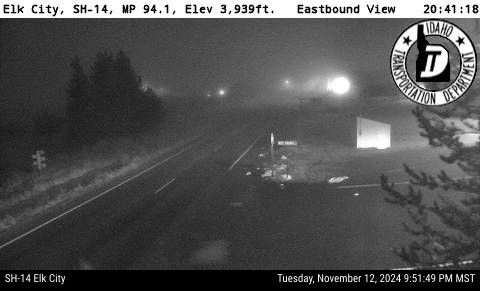 Elk City, SH-14, MP 94.1, Elev 3,939ft. Eastbound View 20:41:18
IDAHO
TRANSPORTATION DEPARTMENT
SH-14 Elk City Tuesday, November 12, 2024 9:51:49 PM MST